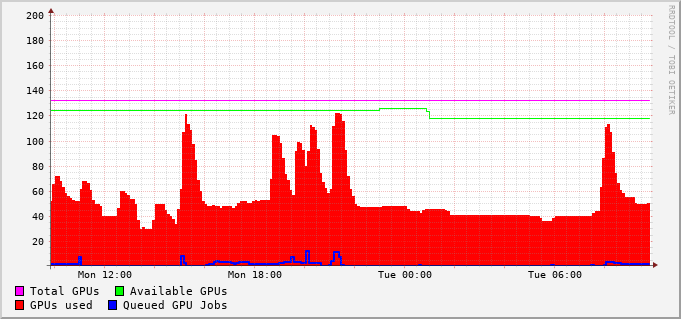 200
180
160
140
120
100
80
60
40
20
Mon 12:00 Mon 18:00 Tue 00:00 Tue 06:00
Total GPUs Available GPUs
GPUs used Queued GPU Jobs
RRDTOOL / TOBI OETIKER